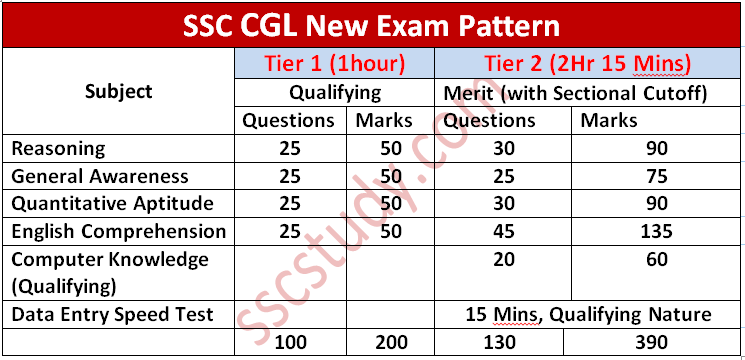 SSC CGL New Exam Pattern
Subject Tier 1 (1hour) Tier 2 (2Hr 15 Mins)
Qualifying Merit (with Sectional Cutoff)
Questions Marks Questions Marks
Reasoning 25 50 30 90
General Awareness 25 50 25 75
Quantitative Aptitude 25 50 30 90
English Comprehension 25 50 45 135
Computer Knowledge 20 60
(Qualifying)
Data Entry Speed Test 15 Mins, Qualifying Nature
100 200 130 390
sscstudy.com